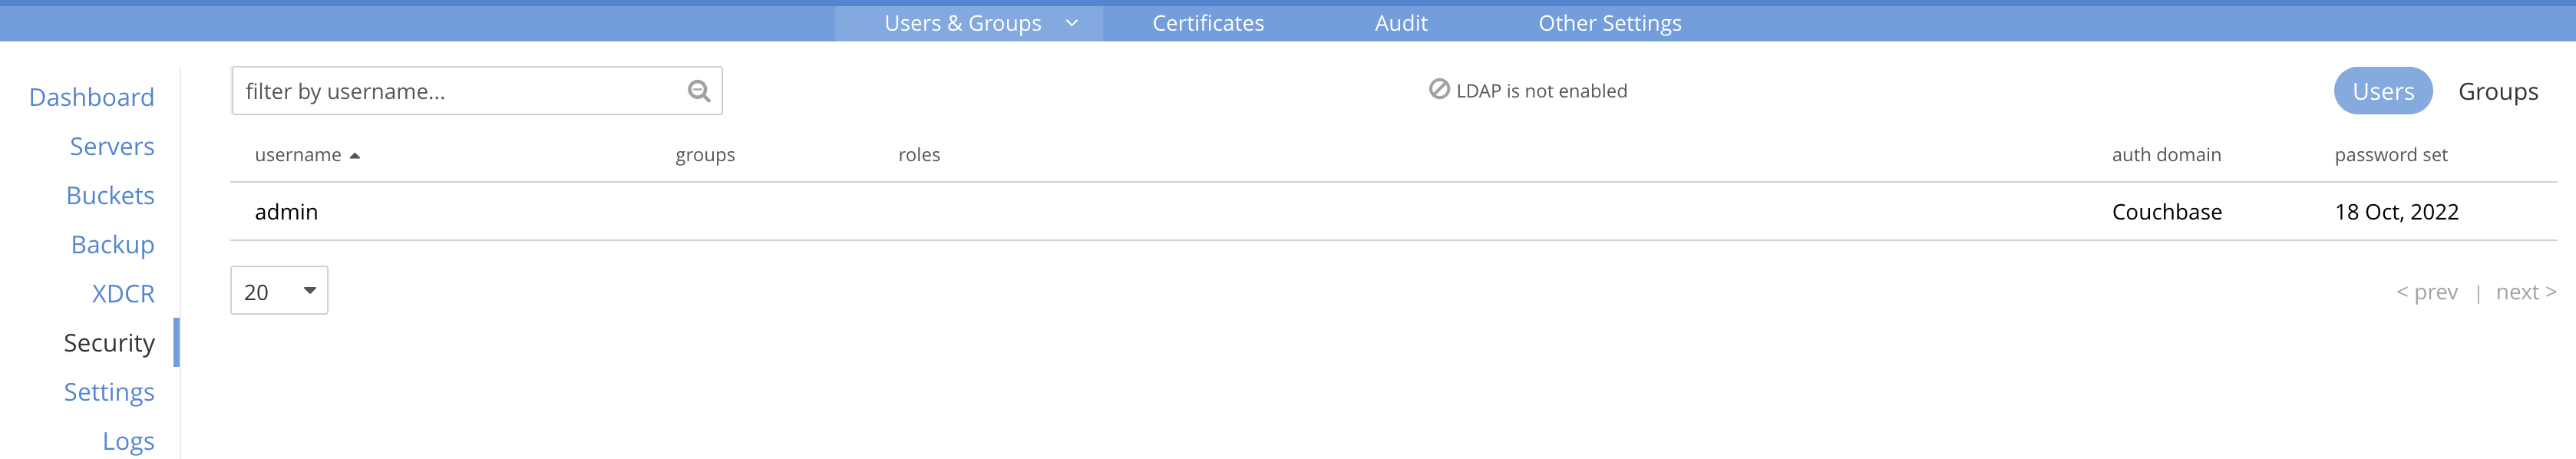 Users & Groups Certificates Audit Other Settings
Dashboard
Servers
Buckets
Backup
XDCR
Security
Settings
Logs
filter by username...
LDAP is not enabled
Users Groups
username groups roles auth domain password set
admin Couchbase 18 Oct, 2022
20
< prev | next >